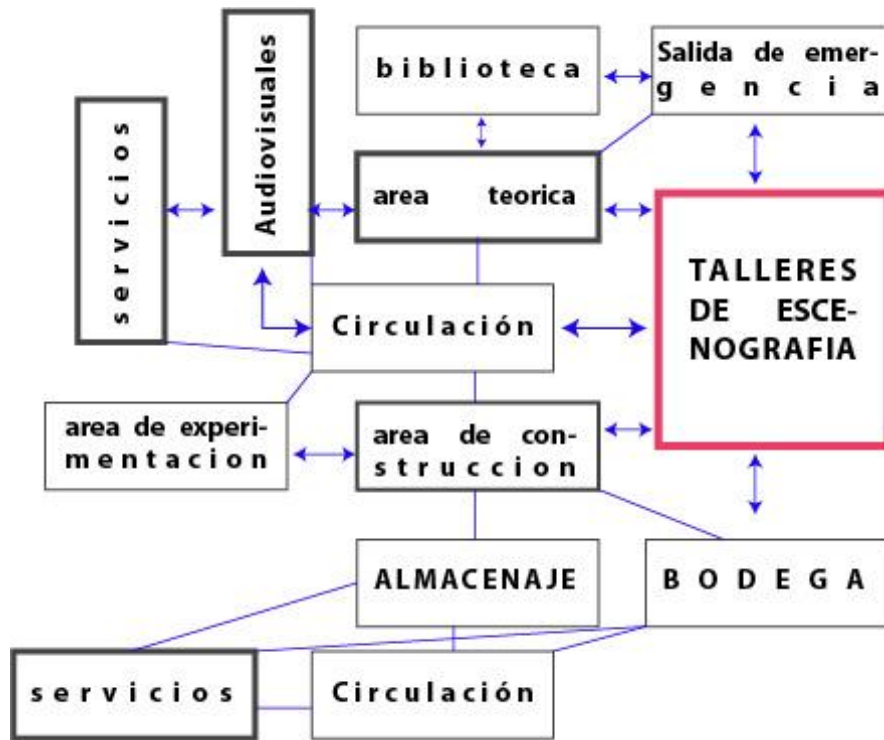 biblioteca
Salida de emer-
gencia
Audiovisuales
servicios
area teorica
TALLERES
DE ESCE-
NOGRAFIA
Circulación
area de experi-
mentacion
area de con-
struccion
ALMACENAJE
BODEGA
servicios
Circulación